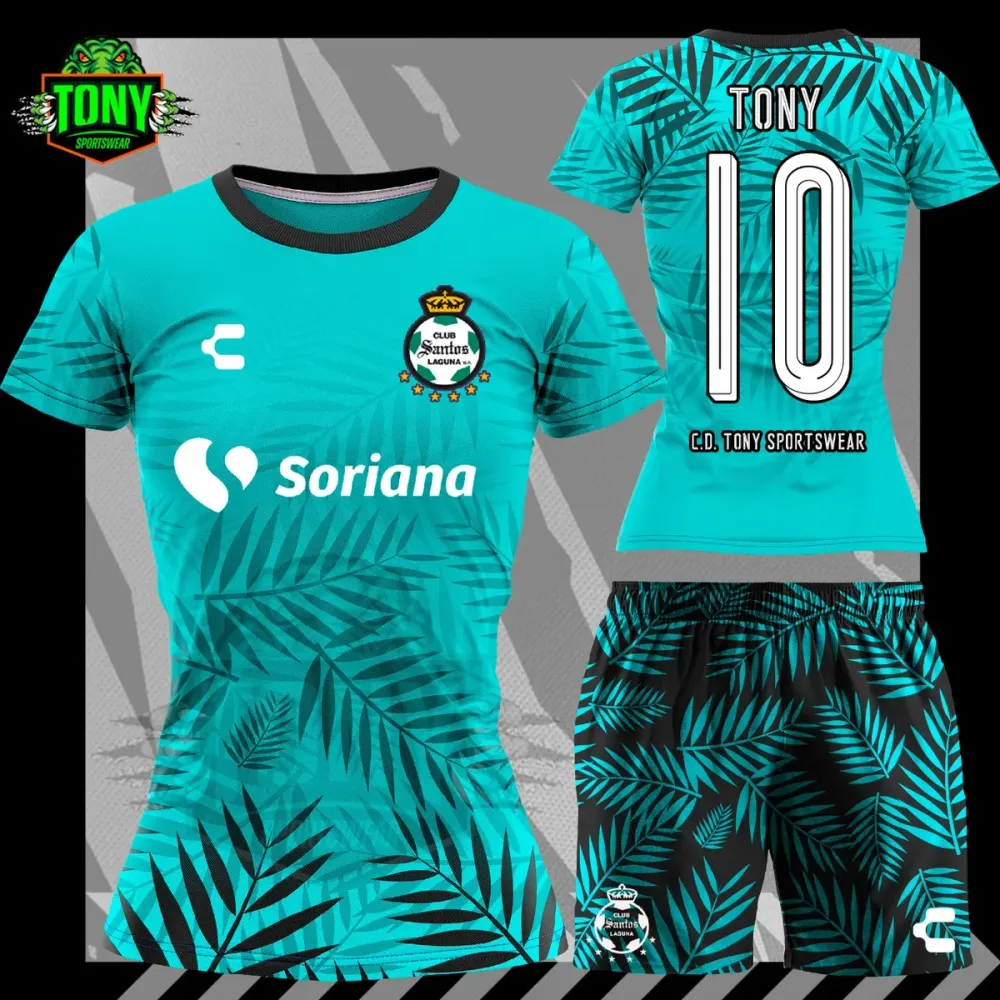 TONY
SPORTSWEAR
TONY
10
C.D. TONY SPORTSWEAR
CLUB
Santos
LAGUNA
Soriana
CLUB
Santos
LAGUNA